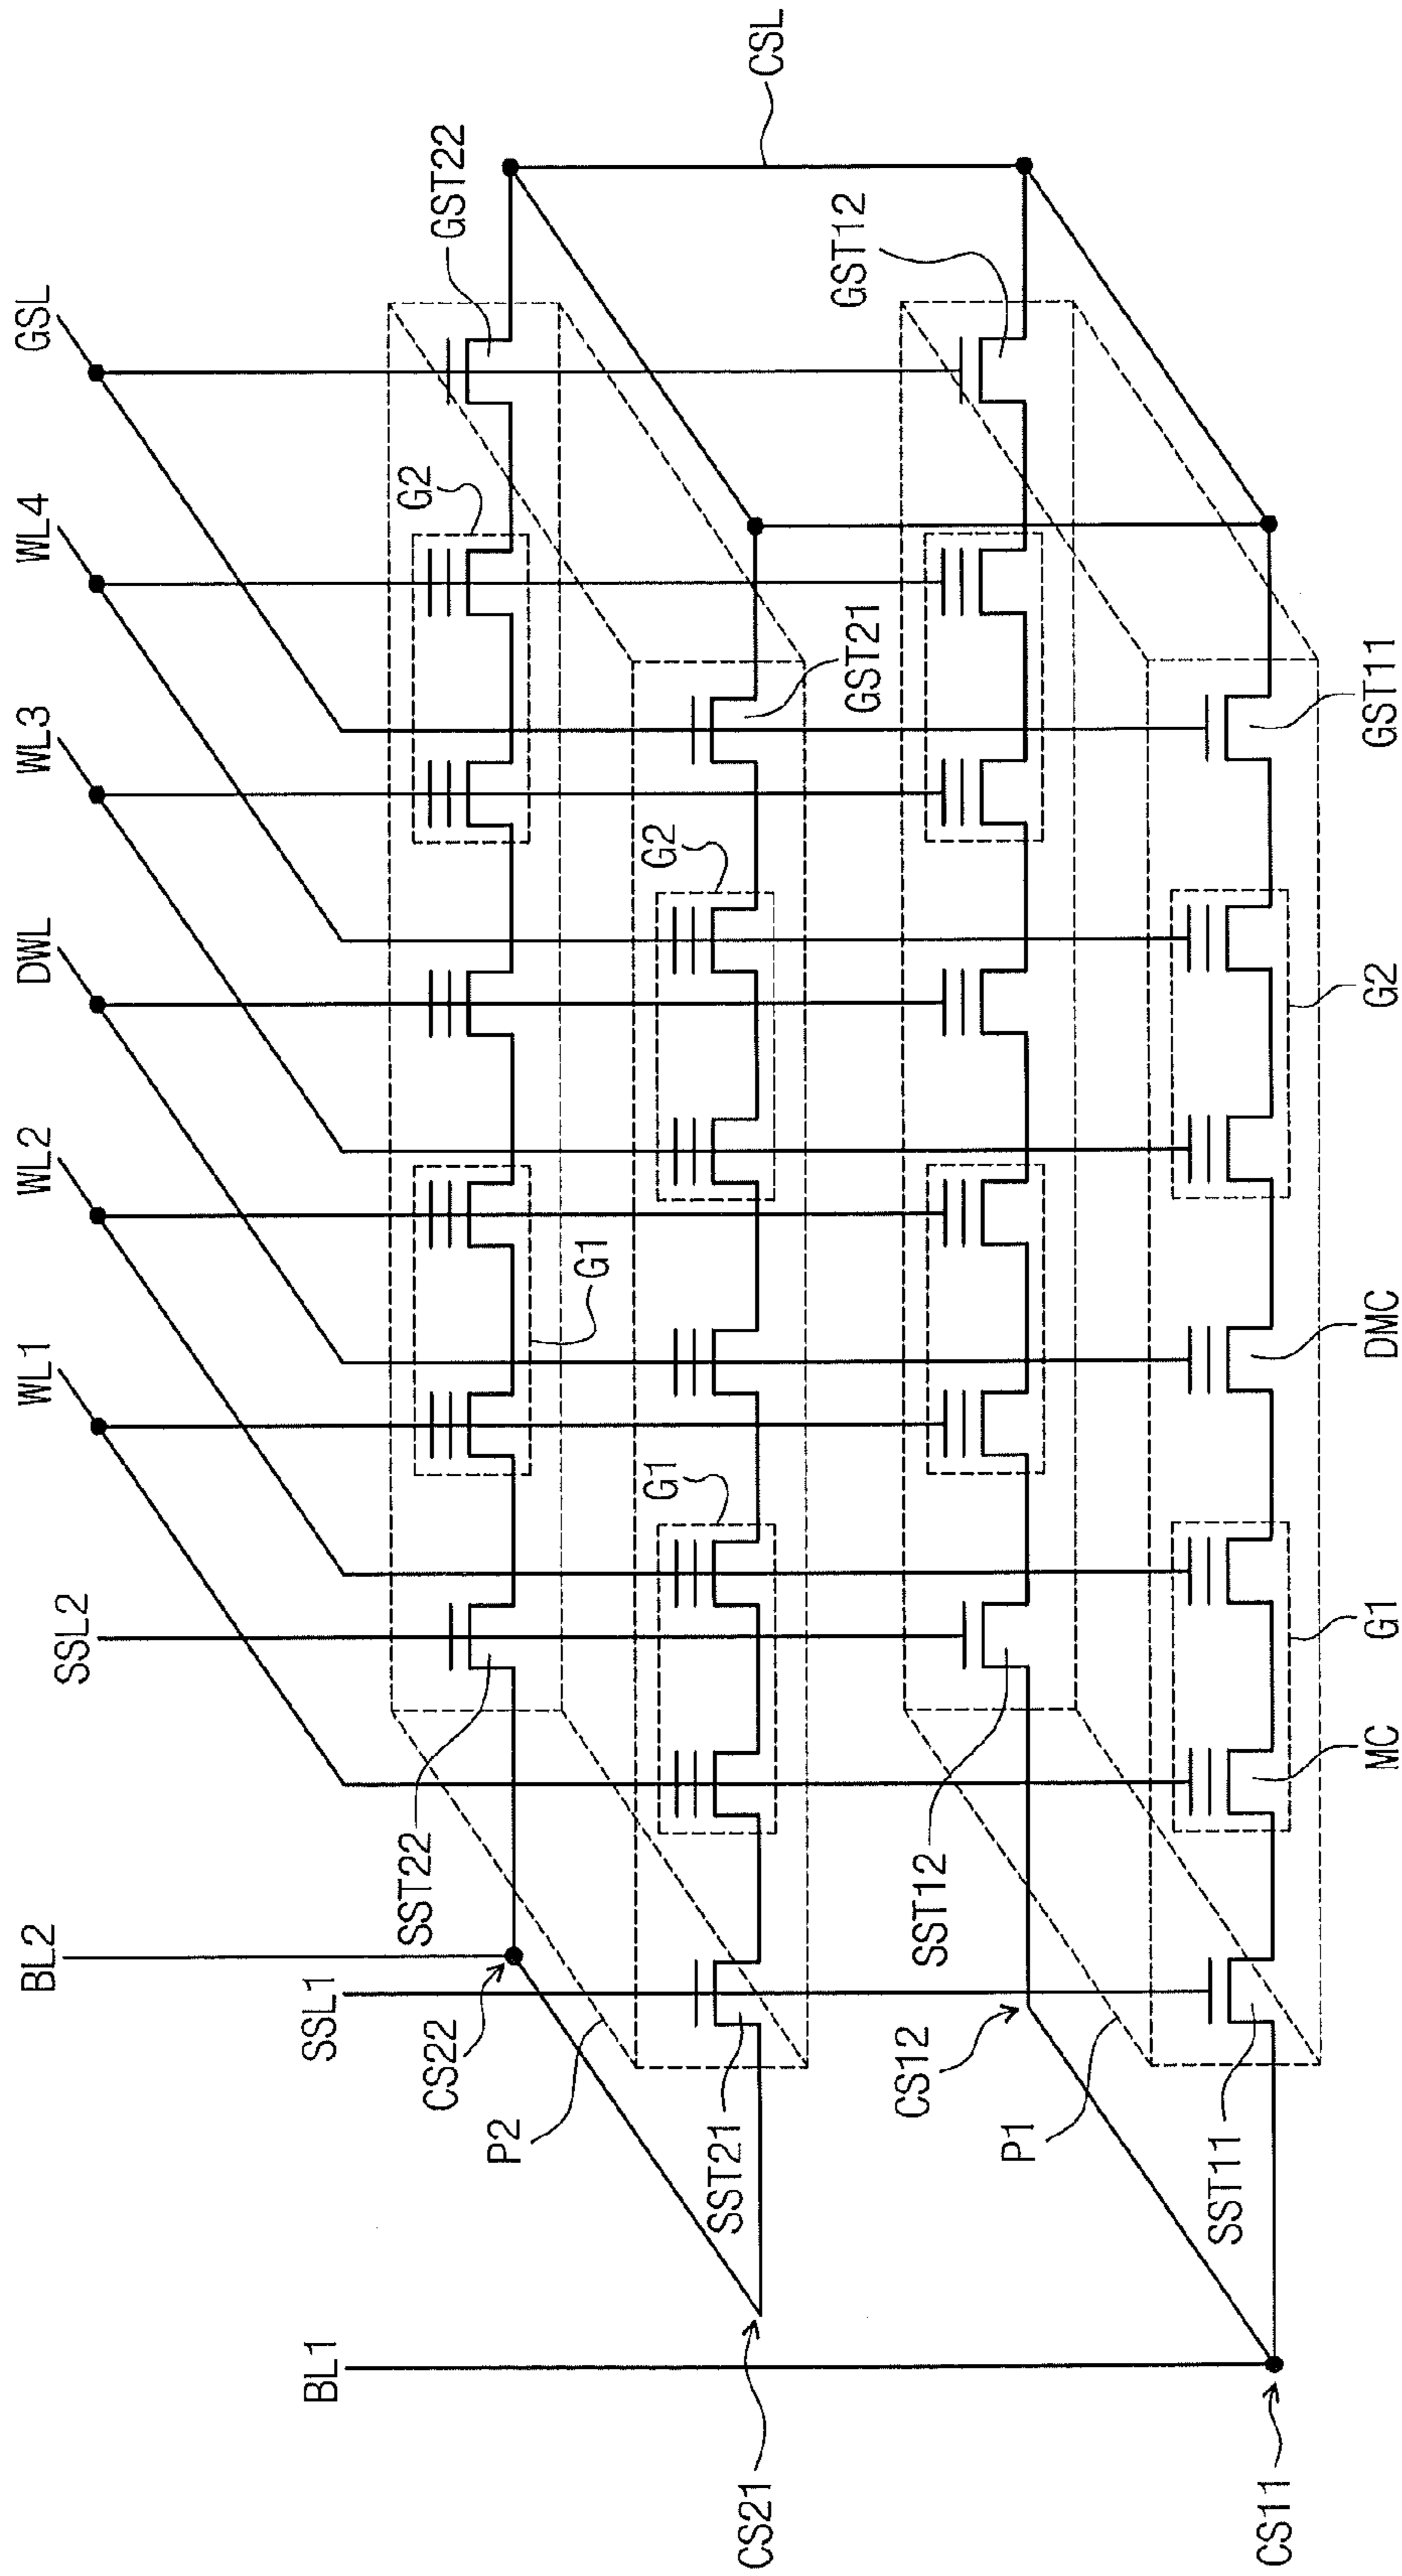 GSL
WL4
WL3
DWL
WL2
WL1
SSL2
BL2
SSL1
BL1
CSL
GST22
G2
G1
SST22
CS22
P2
GST21
G2
G1
SST21
CS21
GST12
SST12
CS12
P1
GST11
G2
DMC
G1
MC
SST11
CS11